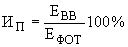 И_П = Е_ВВ / Е_ФОТ 100%